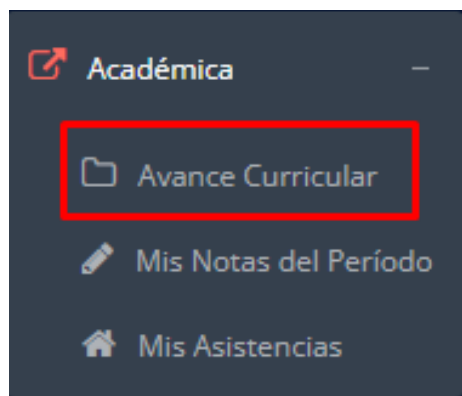 Académica
Avance Curricular
Mis Notas del Período
Mis Asistencias